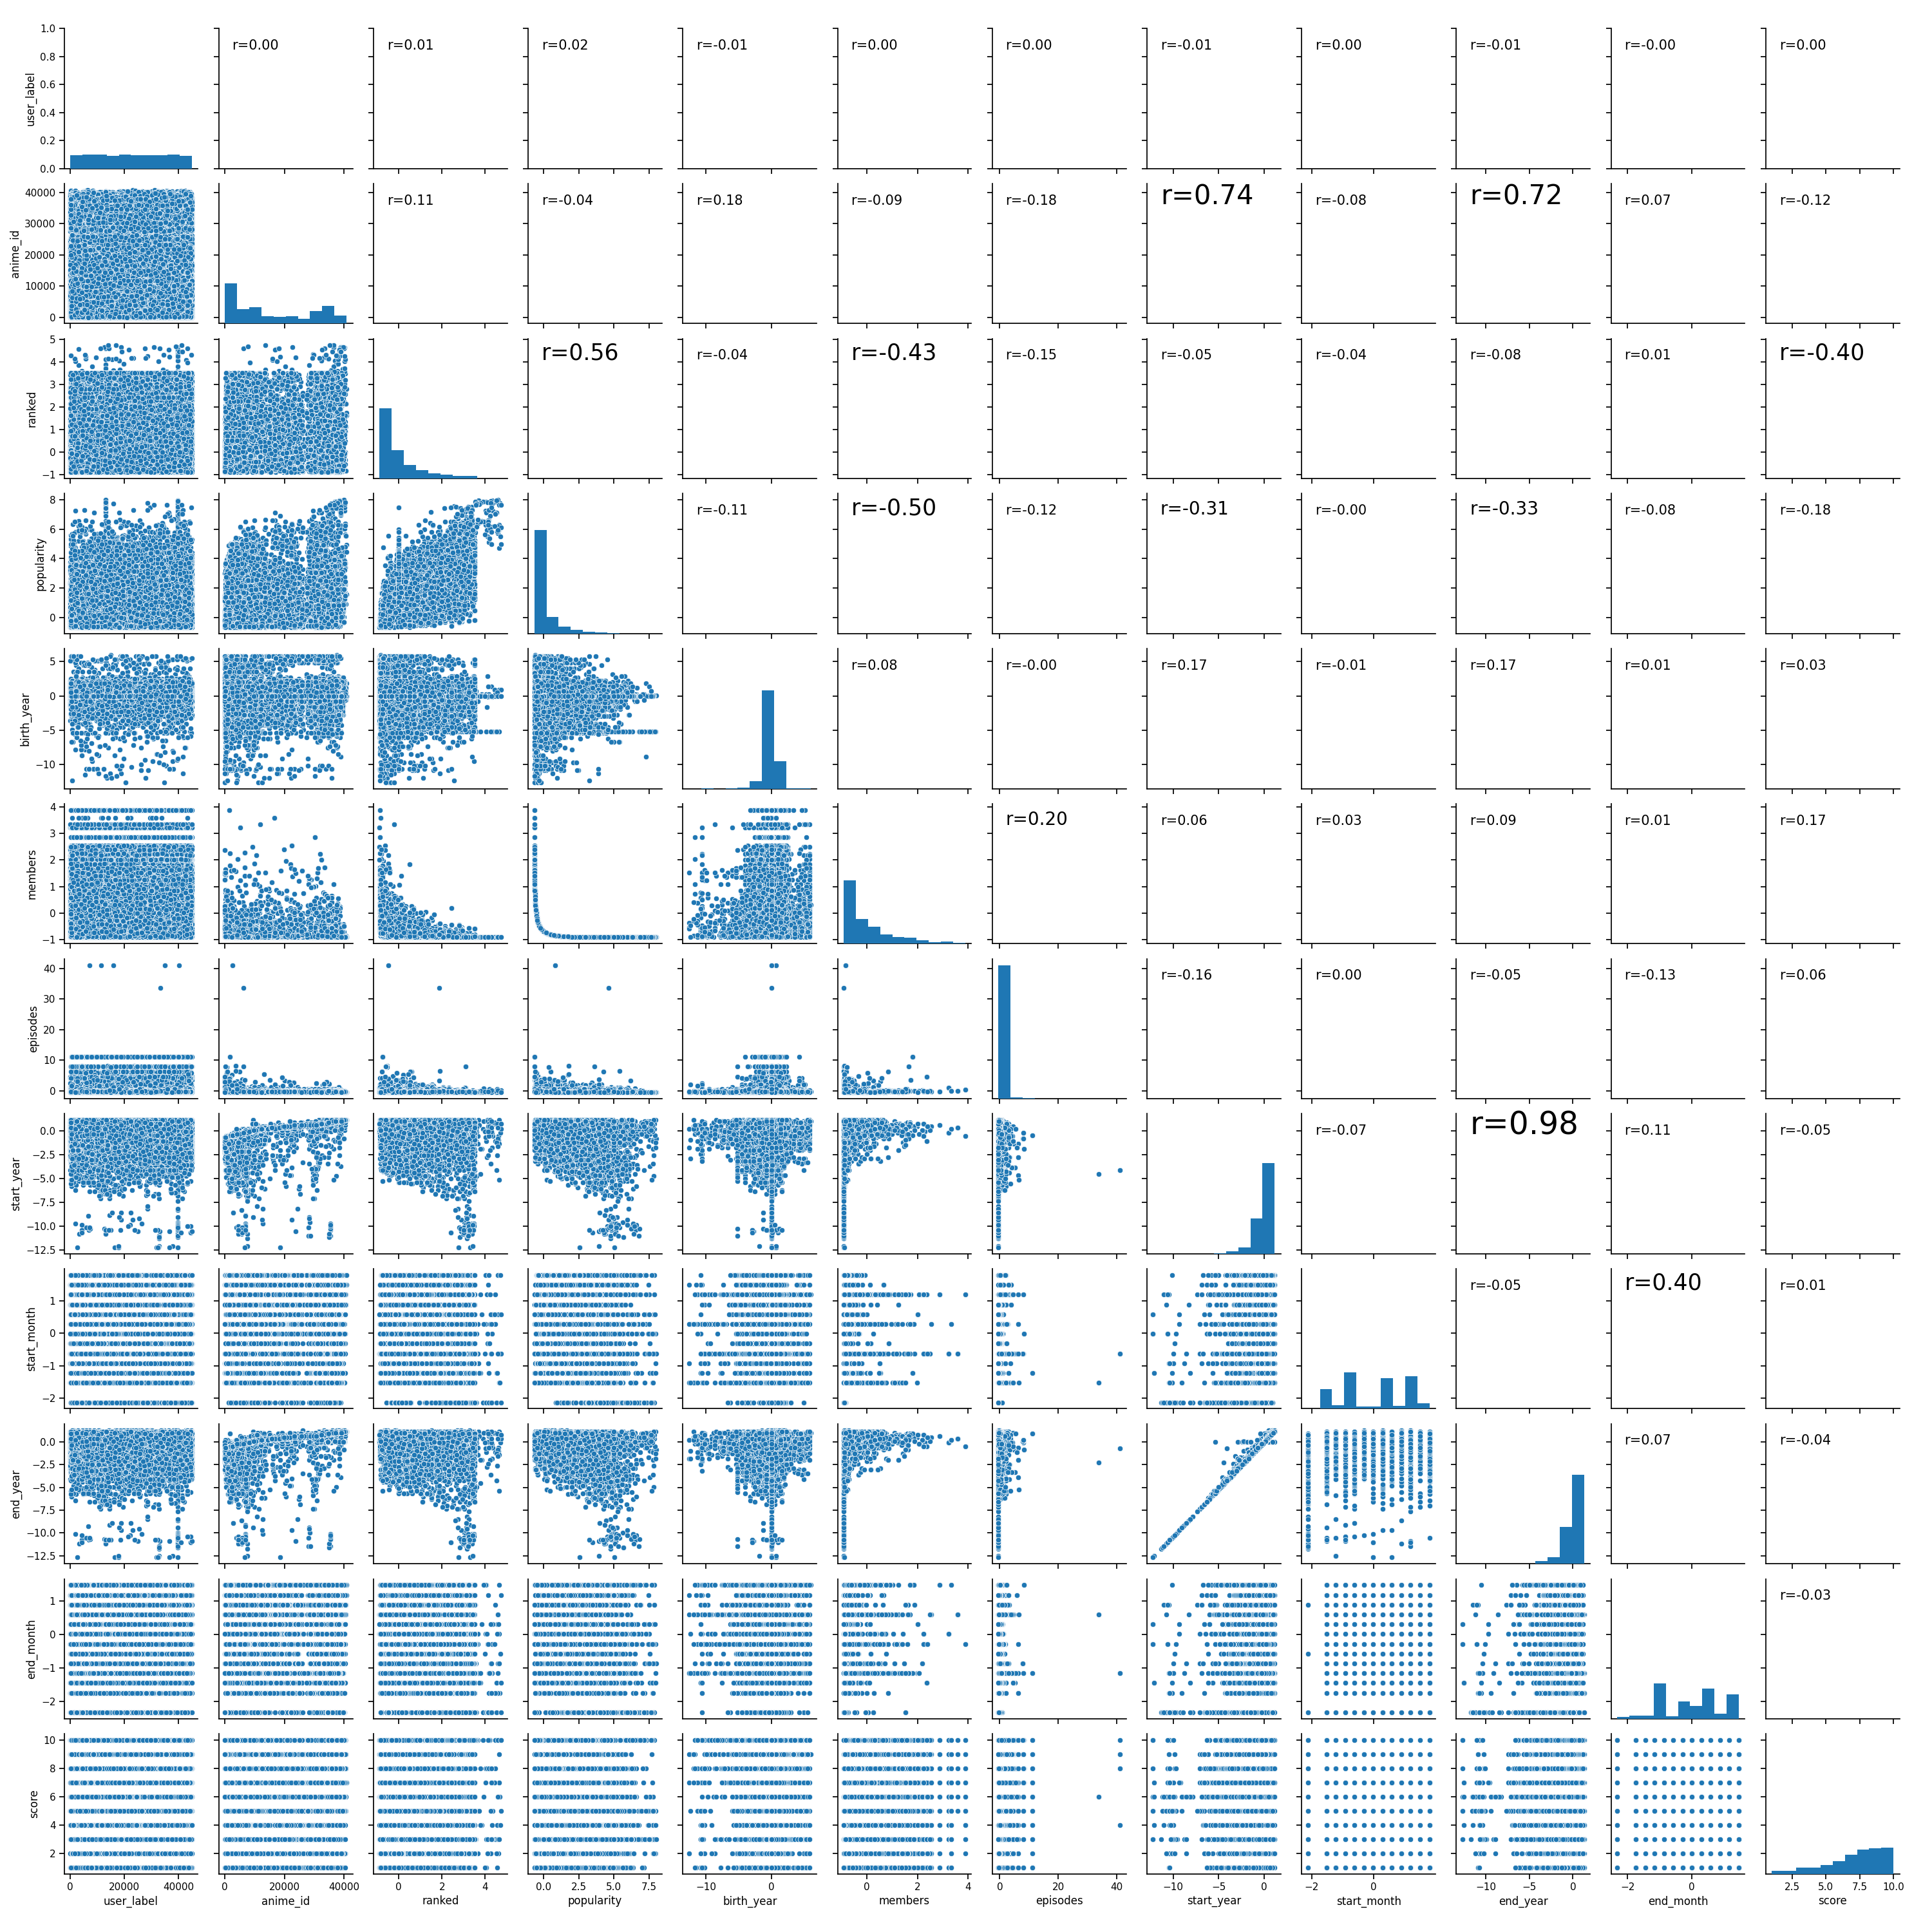 1.0
0.8
0.6
0.4
0.2
0.0
user_label
r=0.00
r=0.01
r=0.02
r=-0.01
r=0.00
r=0.00
r=-0.01
r=0.00
r=-0.01
r=-0.00
r=0.00
40000
30000
20000
10000
0
anime_id
r=0.11
r=-0.04
r=0.18
r=-0.09
r=-0.18
r=0.74
r=-0.08
r=0.72
r=0.07
r=-0.12
5
4
3
2
1
0
−1
ranked
r=0.56
r=-0.04
r=-0.43
r=-0.15
r=-0.05
r=-0.04
r=-0.08
r=0.01
r=-0.40
8
6
4
2
0
popularity
r=-0.11
r=-0.50
r=-0.12
r=-0.31
r=-0.00
r=-0.33
r=-0.08
r=-0.18
5
0
−5
−10
birth_year
r=0.08
r=-0.00
r=0.17
r=-0.01
r=0.17
r=0.01
r=0.03
4
3
2
1
0
−1
members
r=0.20
r=0.06
r=0.03
r=0.09
r=0.01
r=0.17
40
30
20
10
0
episodes
r=-0.16
r=0.00
r=-0.05
r=-0.13
r=0.06
0.0
−2.5
−5.0
−7.5
−10.0
−12.5
start_year
r=-0.07
r=0.98
r=0.11
r=-0.05
1
0
−1
−2
start_month
r=-0.05
r=0.40
r=0.01
0.0
−2.5
−5.0
−7.5
−10.0
−12.5
end_year
r=0.07
r=-0.04
1
0
−1
−2
end_month
r=-0.03
10
8
6
4
2
score
0 20000 40000
user_label
0 20000 40000
anime_id
0 4
ranked
0.0 2.5 5.0 7.5
popularity
−10 0
birth_year
0 2 4
members
0 20 40
episodes
−10 −5 0
start_year
−2 0
start_month
−10 −5 0
end_year
−2 0
end_month
2.5 5.0 7.5 10.0
score